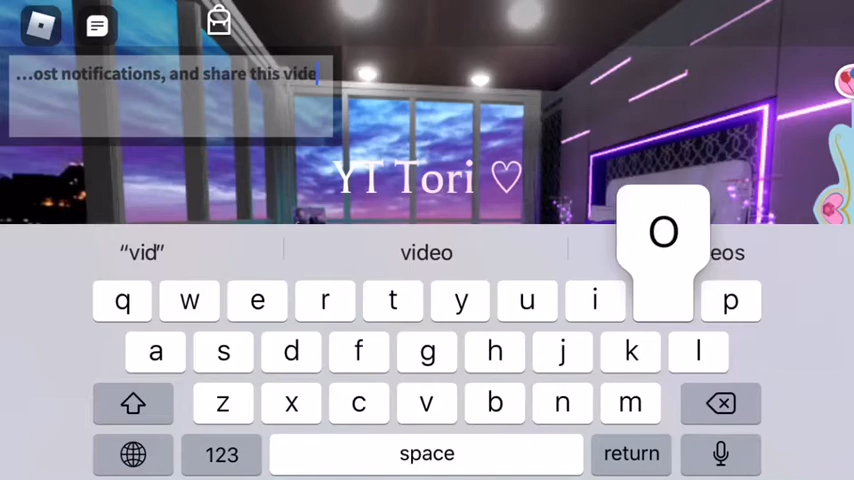 ...ost notifications, and share this vide
YT Tori ♡
O
"vid" video eos
q w e r t y u i p
a s d f g h j k l
z x c v b n m
123 space return